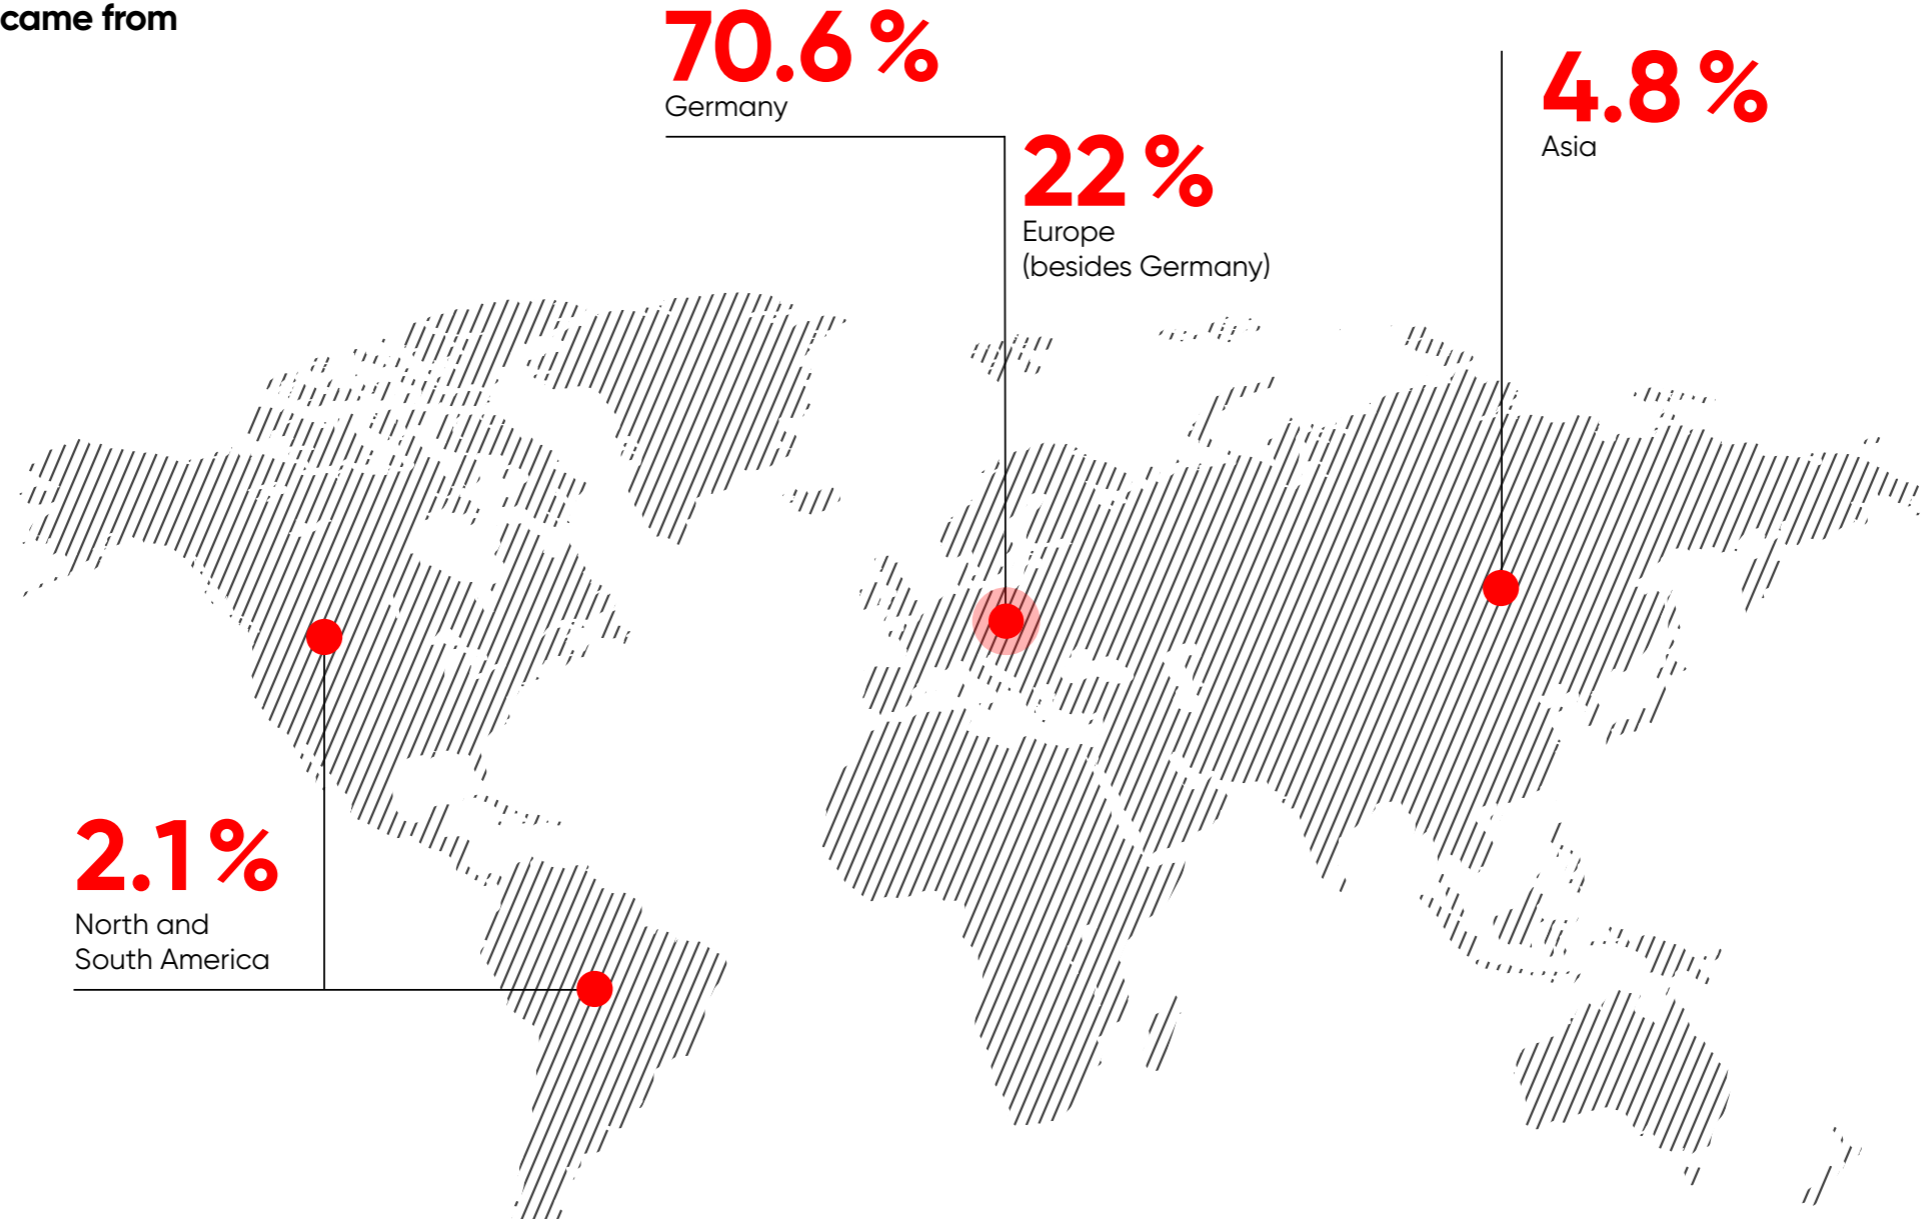 came from
70.6 %
Germany
22 %
Europe
(besides Germany)
4.8 %
Asia
2.1 %
North and
South America